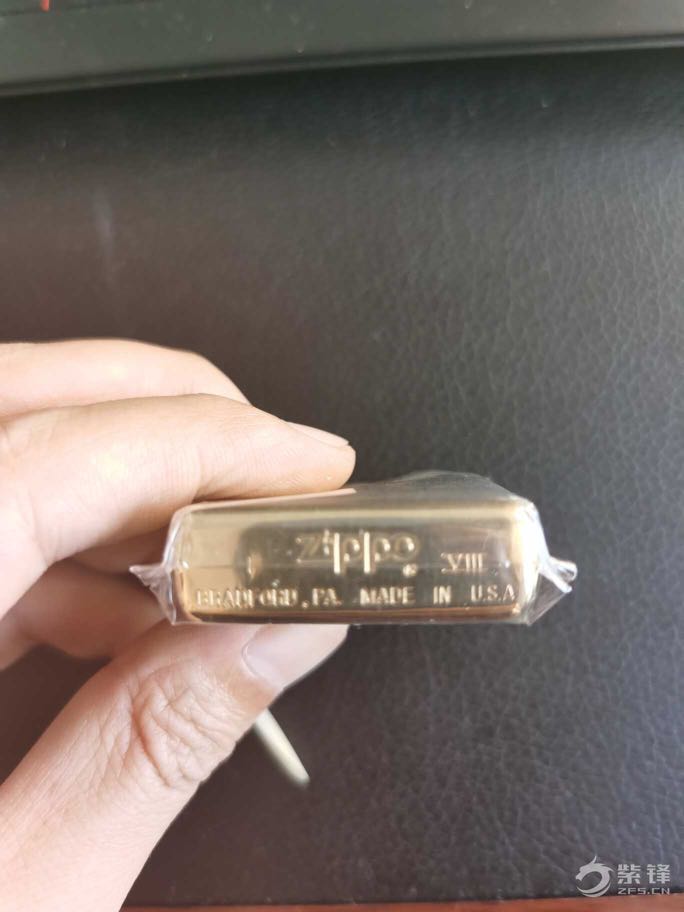 zippo VIII
BRADFORD, PA. MADE IN U.S.A
紫锋
ZFS.CN